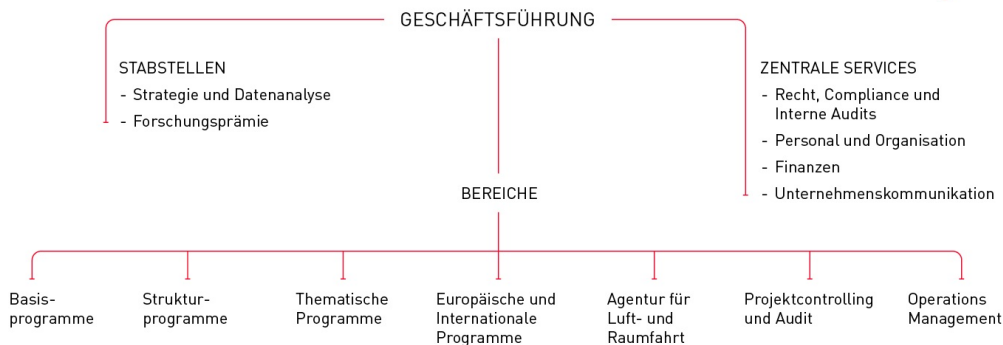 GESCHÄFTSFÜHRUNG
STABSTELLEN
- Strategie und Datenanalyse
- Forschungsprämie
ZENTRALE SERVICES
- Recht, Compliance und
Interne Audits
- Personal und Organisation
- Finanzen
- Unternehmenskommunikation
BEREICHE
Basis-
programme
Struktur-
programme
Thematische
Programme
Europäische und
Internationale
Programme
Agentur für
Luft- und
Raumfahrt
Projektcontrolling
und Audit
Operations
Management